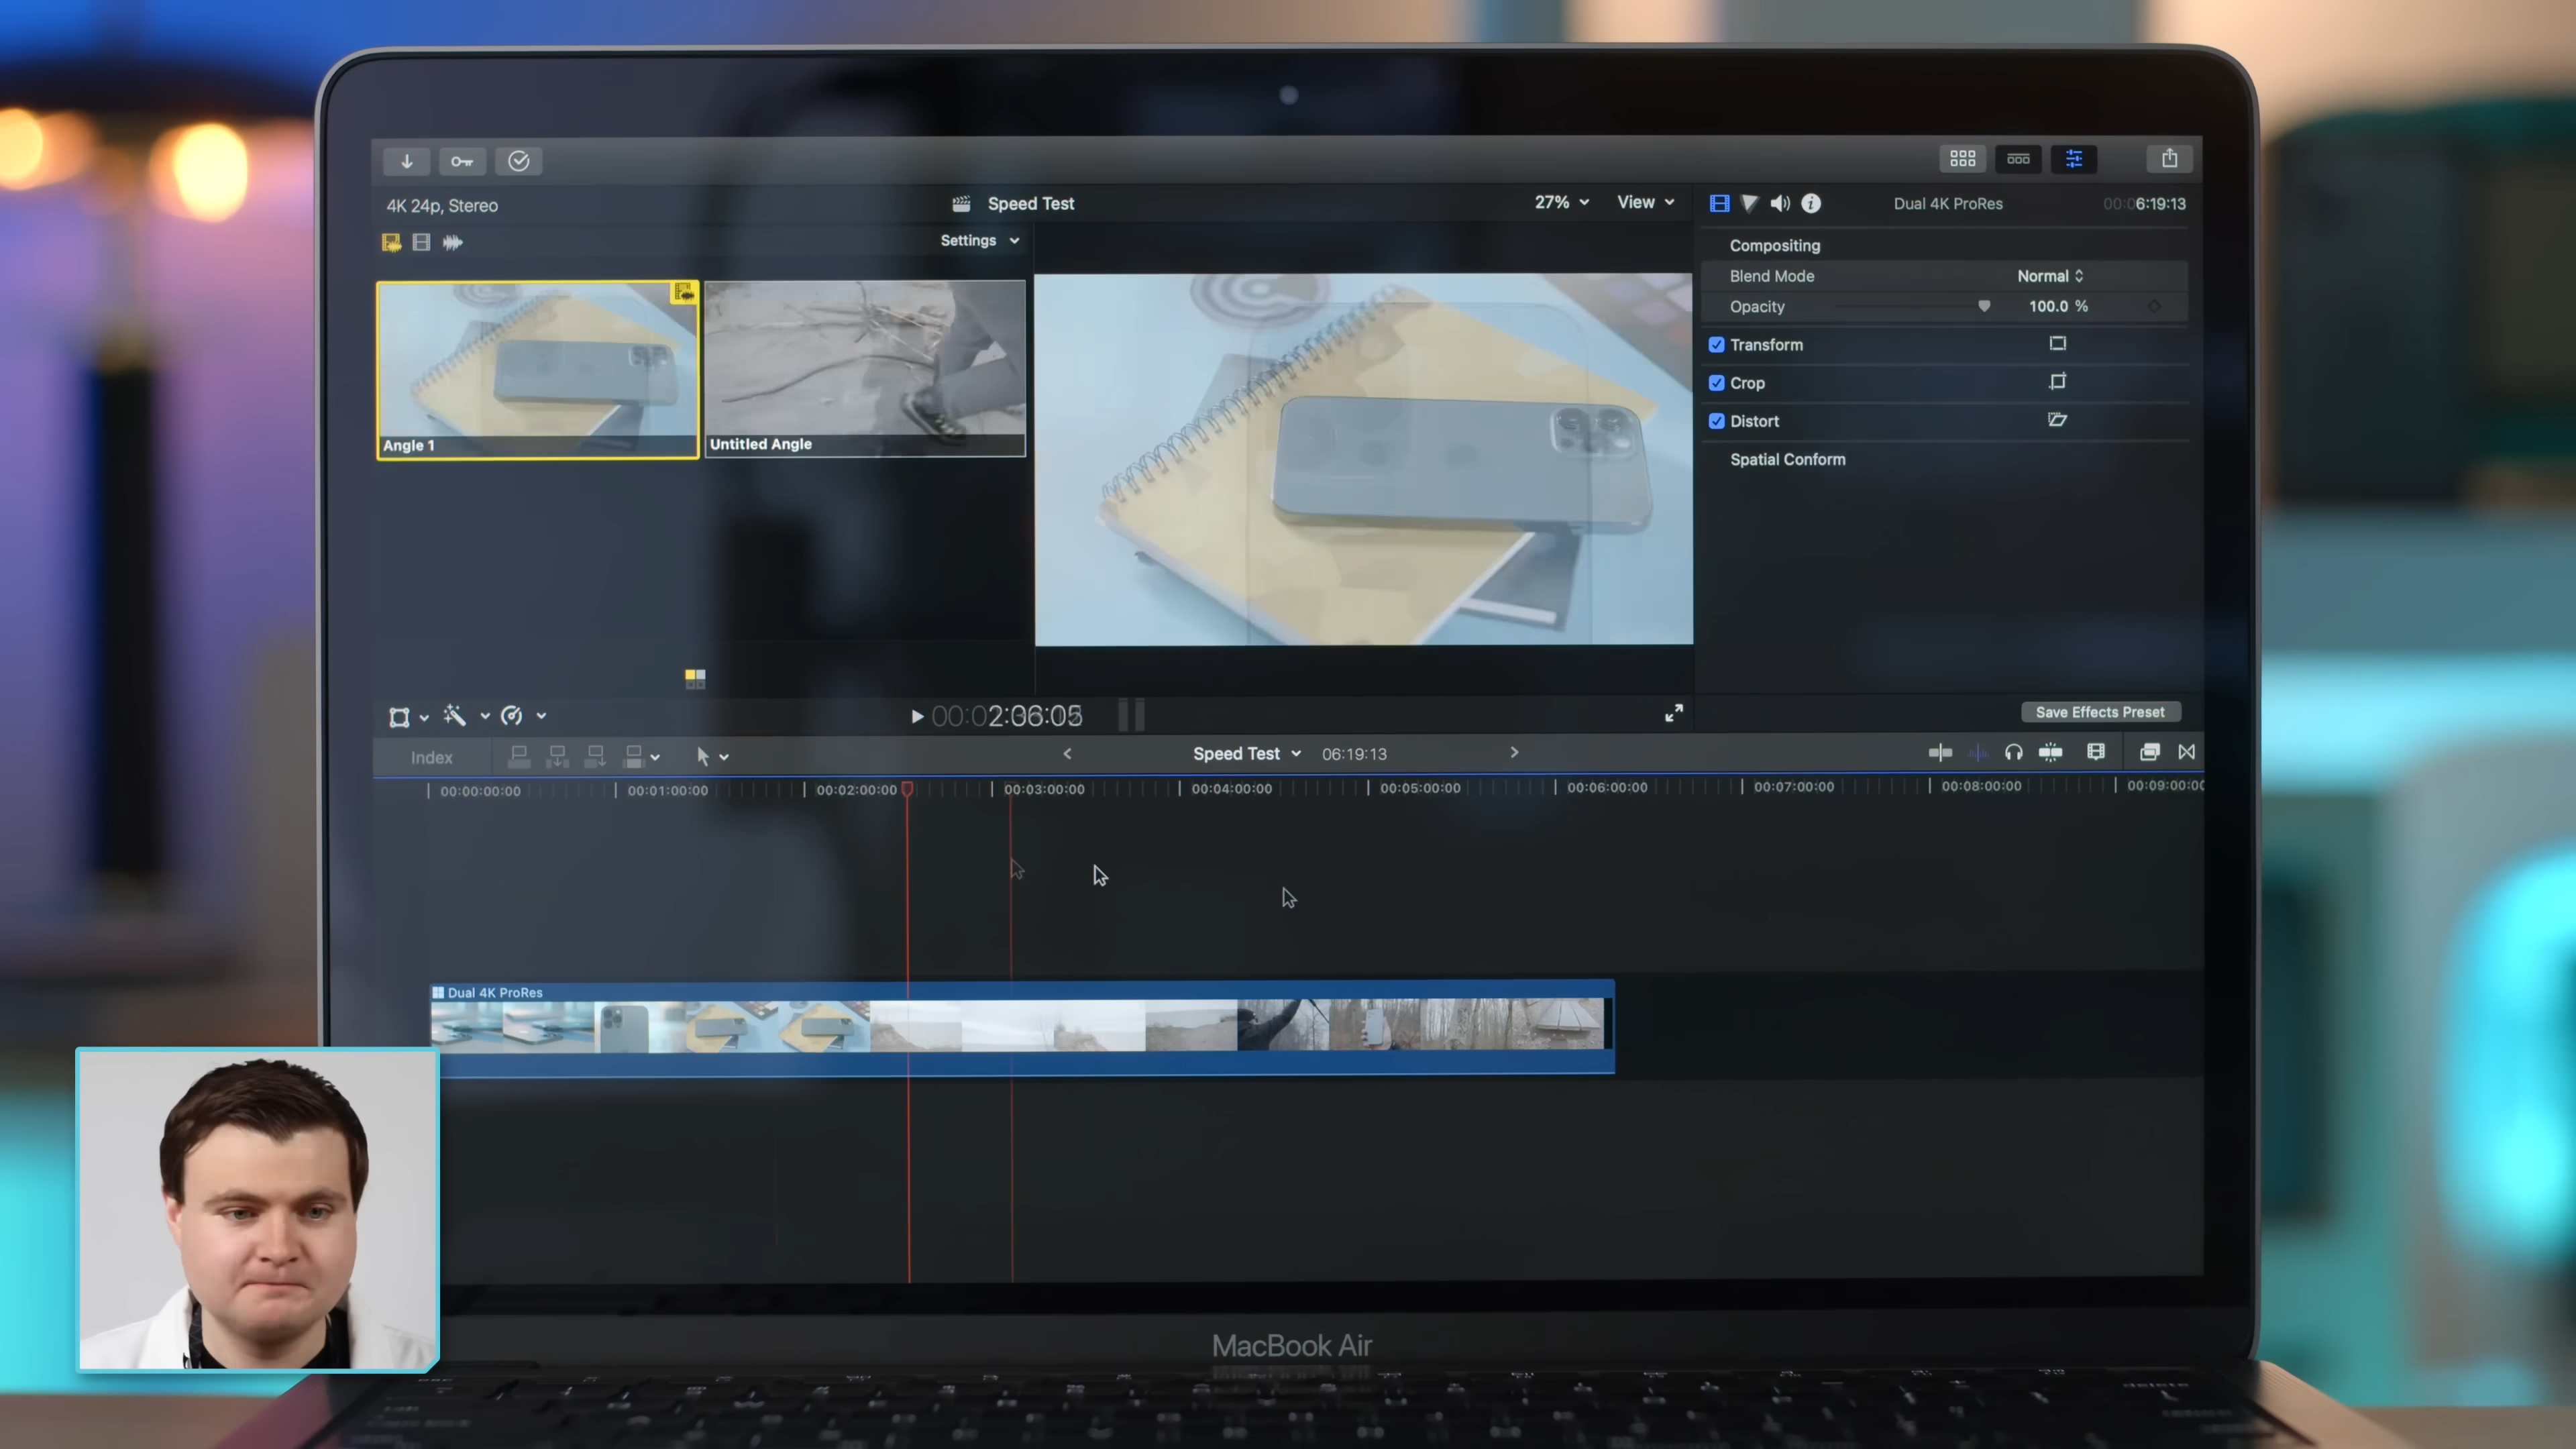 4K 24p, Stereo
Speed Test
27%
View
Dual 4K ProRes
6:19:13
Settings
Compositing
Blend Mode
Normal
Opacity
100.0 %
Transform
Crop
Distort
Spatial Conform
Angle 1
Untitled Angle
Save Effects Preset
Index
Speed Test
06:19:13
00:00:00:00
00:01:00:00
00:02:00:00
00:03:00:00
00:04:00:00
00:05:00:00
00:06:00:00
00:07:00:00
00:08:00:00
Dual 4K ProRes
MacBook Air
delete